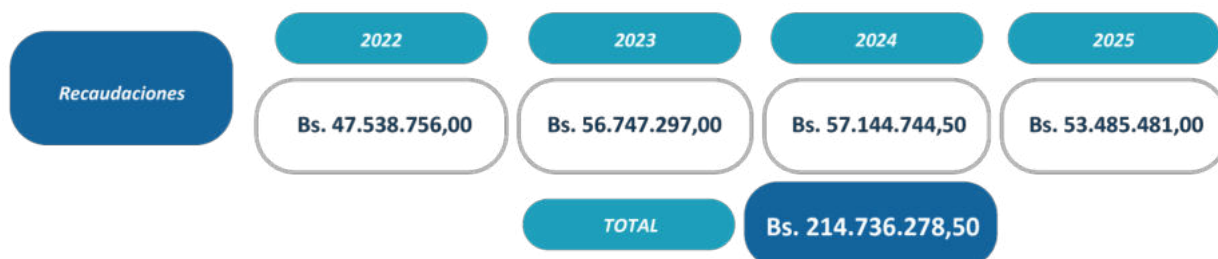 2022 2023 2024 2025
Recaudaciones
Bs. 47.538.756,00 Bs. 56.747.297,00 Bs. 57.144.744,50 Bs. 53.485.481,00
TOTAL Bs. 214.736.278,50